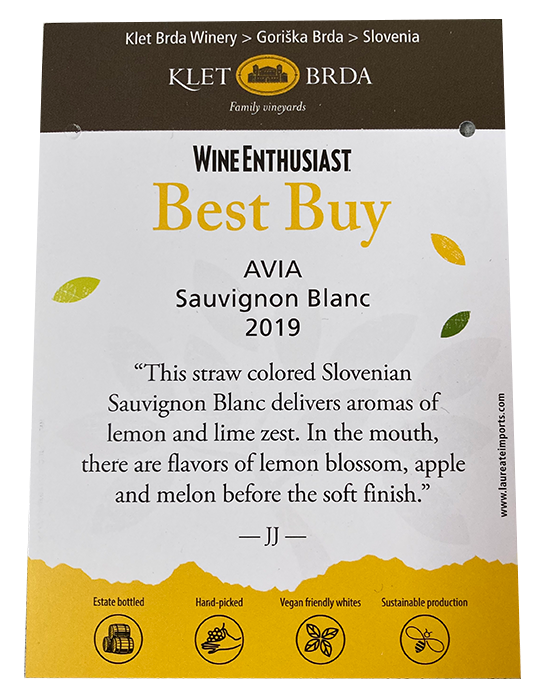 Klet Brda Winery > Goriška Brda > Slovenia
KLET BRDA
Family vineyards
WINE ENTHUSIAST
Best Buy
AVIA
Sauvignon Blanc
2019
“This straw colored Slovenian
Sauvignon Blanc delivers aromas of
lemon and lime zest. In the mouth,
there are flavors of lemon blossom, apple
and melon before the soft finish.”
— JJ —
www.laureateimports.com
Estate bottled
Hand-picked
Vegan friendly whites
Sustainable production